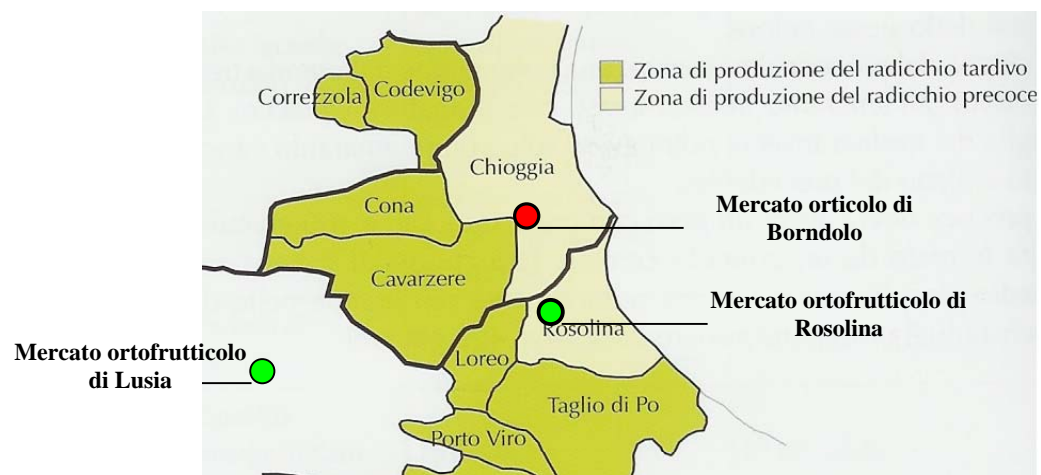 Zona di produzione del radicchio tardivo
Zona di produzione del radicchio precoce
Correzzola
Codevigo
Chioggia
Cona
Mercato orticolo di
Borndolo
Cavarzere
Mercato ortofrutticolo di
Rosolina
Rosolina
Mercato ortofrutticolo
di Lusia
Loreo
Taglio di Po
Porto Viro